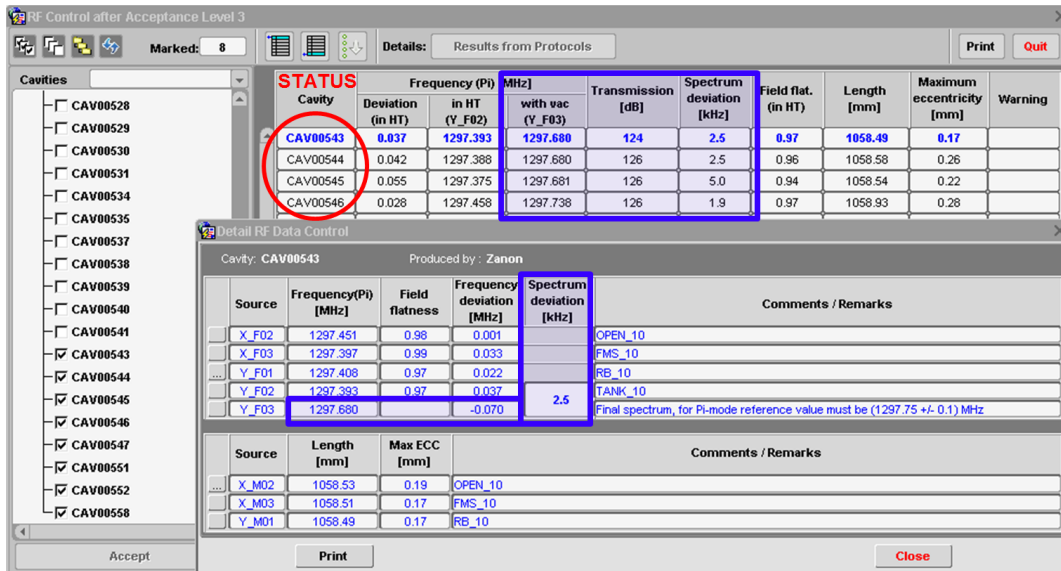 RF Control after Acceptance Level 3
Marked: 8 Details: Results from Protocols Print Quit
Cavities
CAV00528
CAV00529
CAV00530
CAV00531
CAV00534
CAV00535
CAV00537
CAV00538
CAV00539
CAV00540
CAV00541
CAV00543
CAV00544
CAV00545
CAV00546
CAV00547
CAV00551
CAV00552
CAV00558
Accept
STATUS
Cavity Frequency (Pi) [MHz] Transmission [dB] Spectrum deviation [kHz] Field flat. (in HT) Length [mm] Maximum eccentricity [mm] Warning
Deviation (in HT) in HT (Y_F02) with vac (Y_F03)
CAV00543 0.037 1297.393 1297.680 124 2.5 0.97 1058.49 0.17
CAV00544 0.042 1297.388 1297.680 126 2.5 0.96 1058.58 0.26
CAV00545 0.055 1297.375 1297.681 126 5.0 0.94 1058.54 0.22
CAV00546 0.028 1297.458 1297.738 126 1.9 0.97 1058.93 0.28
Detail RF Data Control
Cavity: CAV00543 Produced by : Zanon
Source Frequency(Pi) [MHz] Field flatness Frequency deviation [MHz] Spectrum deviation [kHz] Comments / Remarks
X_F02 1297.451 0.98 0.001 OPEN_10
X_F03 1297.397 0.99 0.033 FMS_10
... Y_F01 1297.408 0.97 0.022 RB_10
Y_F02 1297.393 0.97 0.037 2.5 TANK_10
Y_F03 1297.680 -0.070 Final spectrum, for Pi-mode reference value must be (1297.75 +/- 0.1) MHz
Source Length [mm] Max ECC [mm] Comments / Remarks
... X_M02 1058.53 0.19 OPEN_10
X_M03 1058.51 0.17 FMS_10
Y_M01 1058.49 0.17 RB_10
Print Close